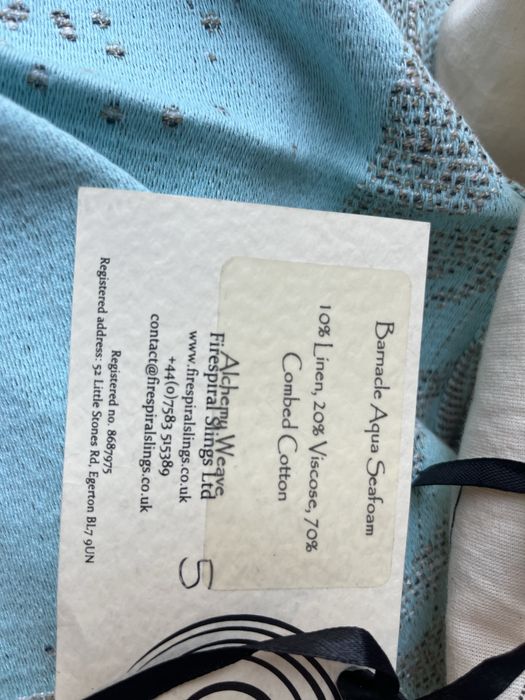 Barnacle Aqua Seafoam
10% Linen, 20% Viscose, 70%
Combed Cotton
Alchemy Weave
Firespiral Slings Ltd
www.firespiralslings.co.uk
+44(0)7583 515389
contact@firespiralslings.co.uk
Registered no. 8687975
Registered address: 52 Little Stones Rd, Egerton BL7 9UN
5